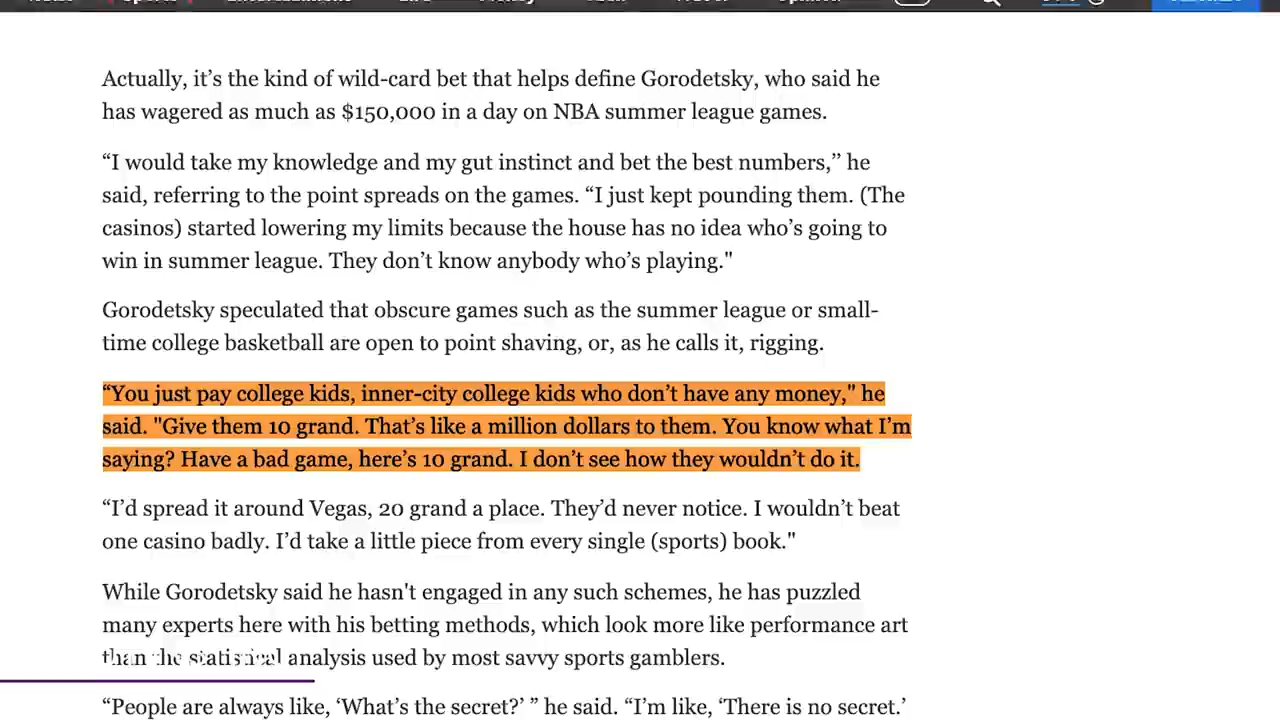 Actually, it’s the kind of wild-card bet that helps define Gorodetsky, who said he
has wagered as much as $150,000 in a day on NBA summer league games.
“I would take my knowledge and my gut instinct and bet the best numbers,’’ he
said, referring to the point spreads on the games. “I just kept pounding them. (The
casinos) started lowering my limits because the house has no idea who’s going to
win in summer league. They don’t know anybody who’s playing."
Gorodetsky speculated that obscure games such as the summer league or small-
time college basketball are open to point shaving, or, as he calls it, rigging.
“You just pay college kids, inner-city college kids who don’t have any money," he
said. "Give them 10 grand. That’s like a million dollars to them. You know what I’m
saying? Have a bad game, here’s 10 grand. I don’t see how they wouldn’t do it.
“I’d spread it around Vegas, 20 grand a place. They’d never notice. I wouldn’t beat
one casino badly. I’d take a little piece from every single (sports) book."
While Gorodetsky said he hasn't engaged in any such schemes, he has puzzled
many experts here with his betting methods, which look more like performance art
than the statistical analysis used by most savvy sports gamblers.
“People are always like, ‘What’s the secret?’ ” he said. “I’m like, ‘There is no secret.’